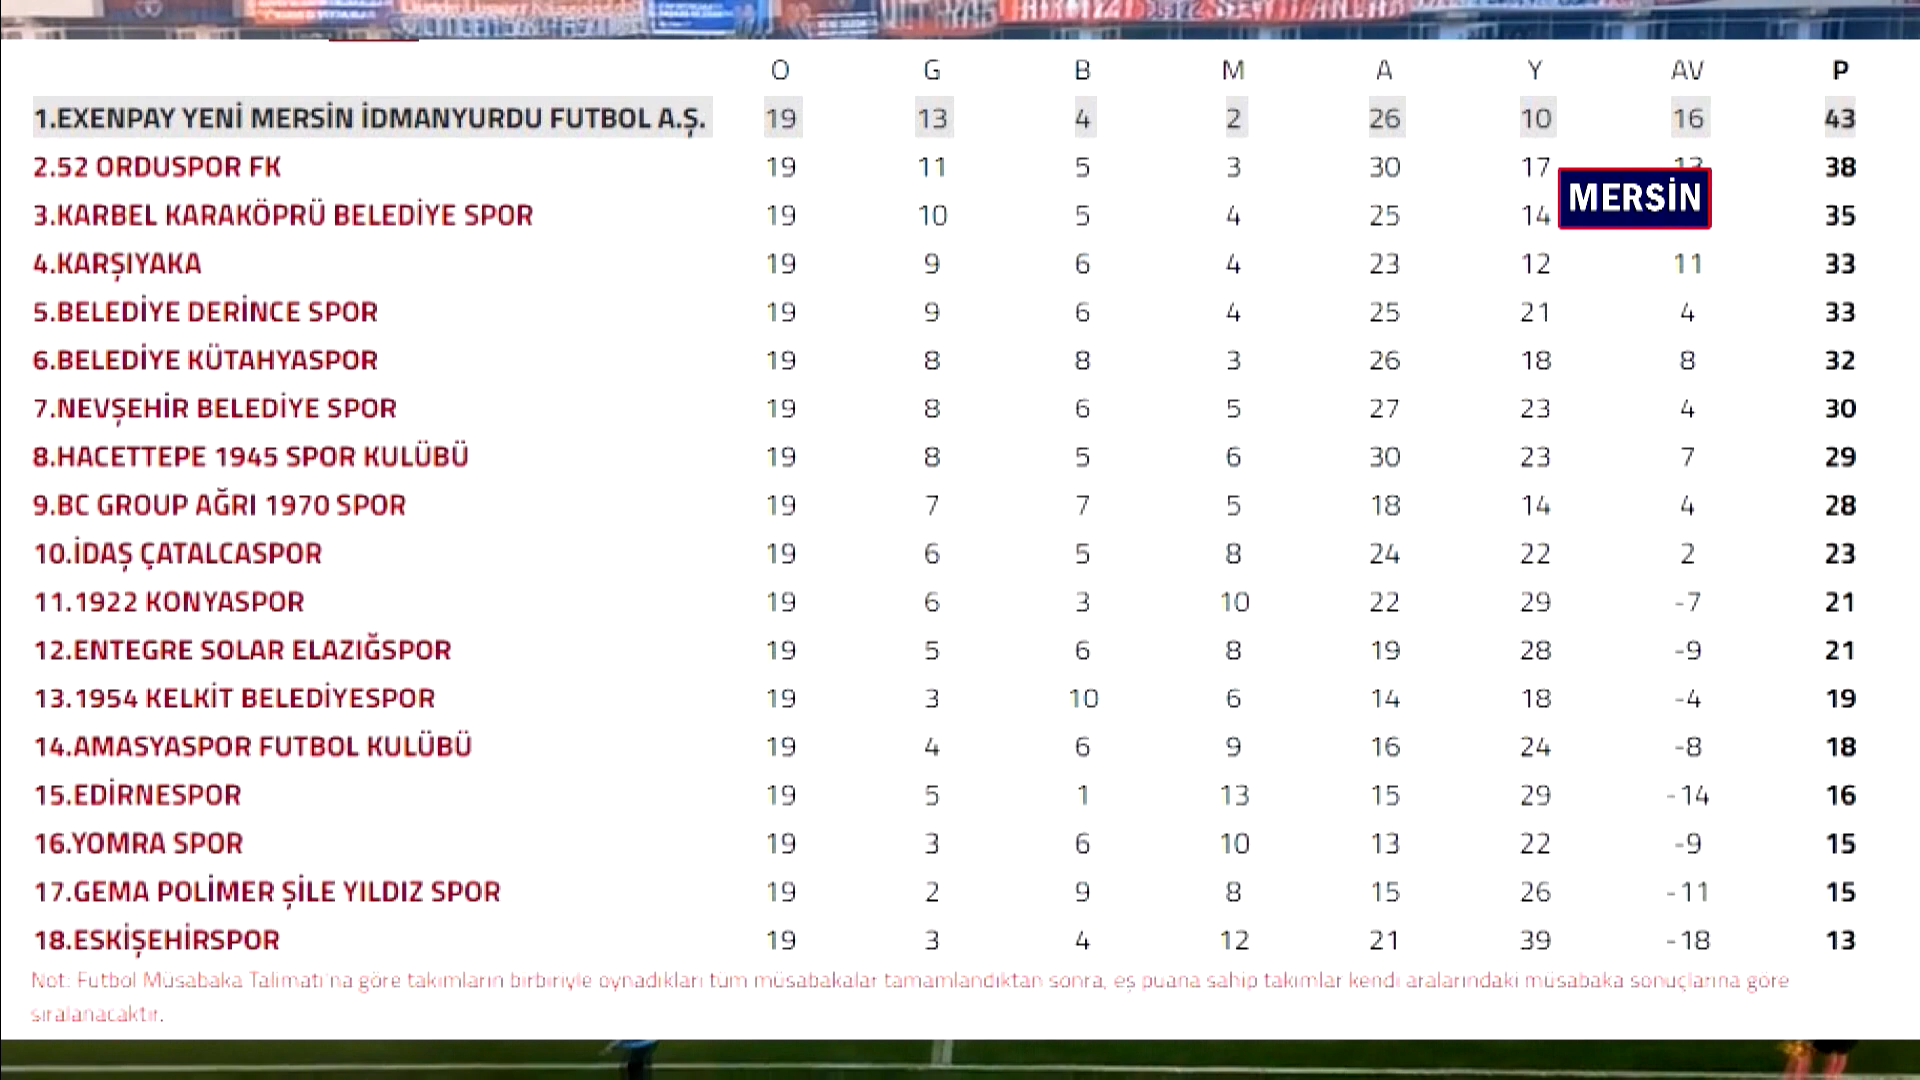 O G B M A Y AV P
1.EXENPAY YENİ MERSİN İDMANYURDU FUTBOL A.Ş. 19 13 4 2 26 10 16 43
2.52 ORDUSPOR FK 19 11 5 3 30 17 13 38
MERSİN
3.KARBEL KARAKÖPRÜ BELEDİYE SPOR 19 10 5 4 25 14 35
4.KARŞIYAKA 19 9 6 4 23 12 11 33
5.BELEDİYE DERİNCE SPOR 19 9 6 4 25 21 4 33
6.BELEDİYE KÜTAHYASPOR 19 8 8 3 26 18 8 32
7.NEVŞEHİR BELEDİYE SPOR 19 8 6 5 27 23 4 30
8.HACETTEPE 1945 SPOR KULÜBÜ 19 8 5 6 30 23 7 29
9.BC GROUP AĞRI 1970 SPOR 19 7 7 5 18 14 4 28
10.İDAŞ ÇATALCASPOR 19 6 5 8 24 22 2 23
11.1922 KONYASPOR 19 6 3 10 22 29 -7 21
12.ENTEGRE SOLAR ELAZIĞSPOR 19 5 6 8 19 28 -9 21
13.1954 KELKİT BELEDİYESPOR 19 3 10 6 14 18 -4 19
14.AMASYASPOR FUTBOL KULÜBÜ 19 4 6 9 16 24 -8 18
15.EDİRNESPOR 19 5 1 13 15 29 -14 16
16.YOMRA SPOR 19 3 6 10 13 22 -9 15
17.GEMA POLİMER ŞİLE YILDIZ SPOR 19 2 9 8 15 26 -11 15
18.ESKİŞEHİRSPOR 19 3 4 12 21 39 -18 13
Not: Futbol Müsabaka Talimatı'na göre takımların birbiriyle oynadıkları tüm müsabakalar tamamlandıktan sonra, eş puana sahip takımlar kendi aralarındaki müsabaka sonuçlarına göre
sıralanacaktır.